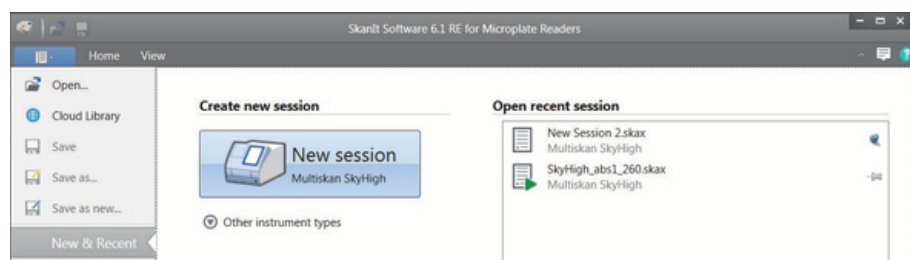 SkanIt Software 6.1 RE for Microplate Readers
Home View
Open...
Cloud Library
Save
Save as...
Save as new...
New & Recent
Create new session
New session
Multiskan SkyHigh
Other instrument types
Open recent session
New Session 2.skax
Multiskan SkyHigh
SkyHigh_abs1_260.skax
Multiskan SkyHigh